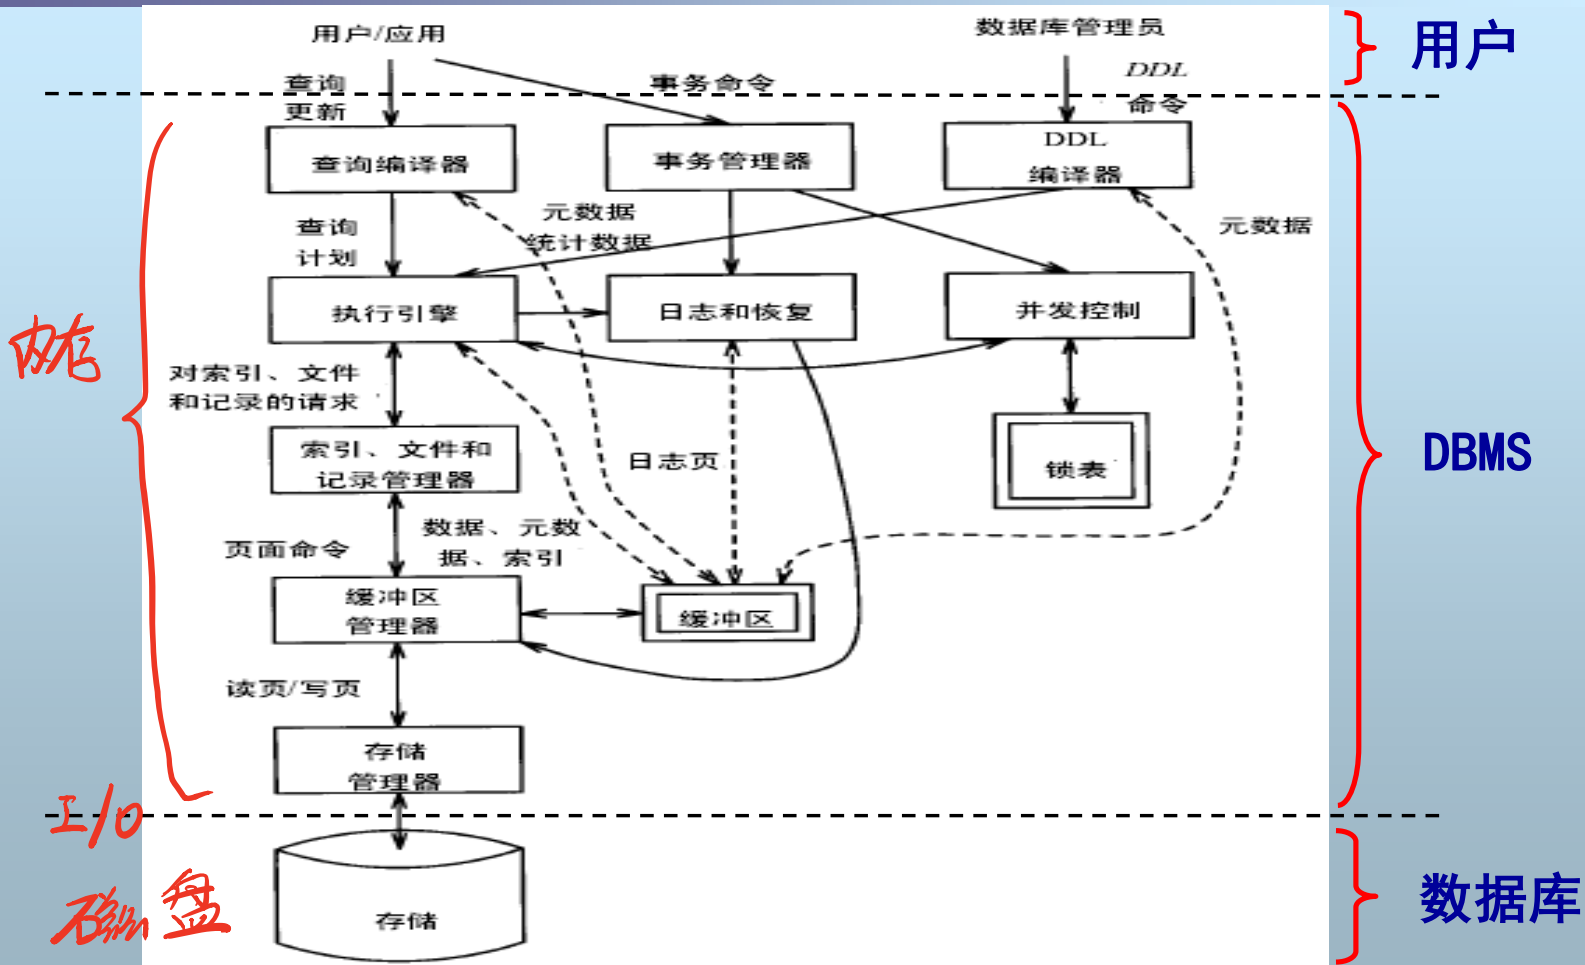 用户/应用
数据库管理员
用户
查询
更新
事务命令
DDL
命令
查询编译器
事务管理器
DDL
编译器
查询
计划
元数据
统计数据
元数据
执行引擎
日志和恢复
并发控制
内存
对索引、文件
和记录的请求
索引、文件和
记录管理器
日志页
锁表
DBMS
页面命令
数据、元数
据、索引
缓冲区
管理器
缓冲区
读页/写页
存储
管理器
I/O
磁盘
存储
数据库